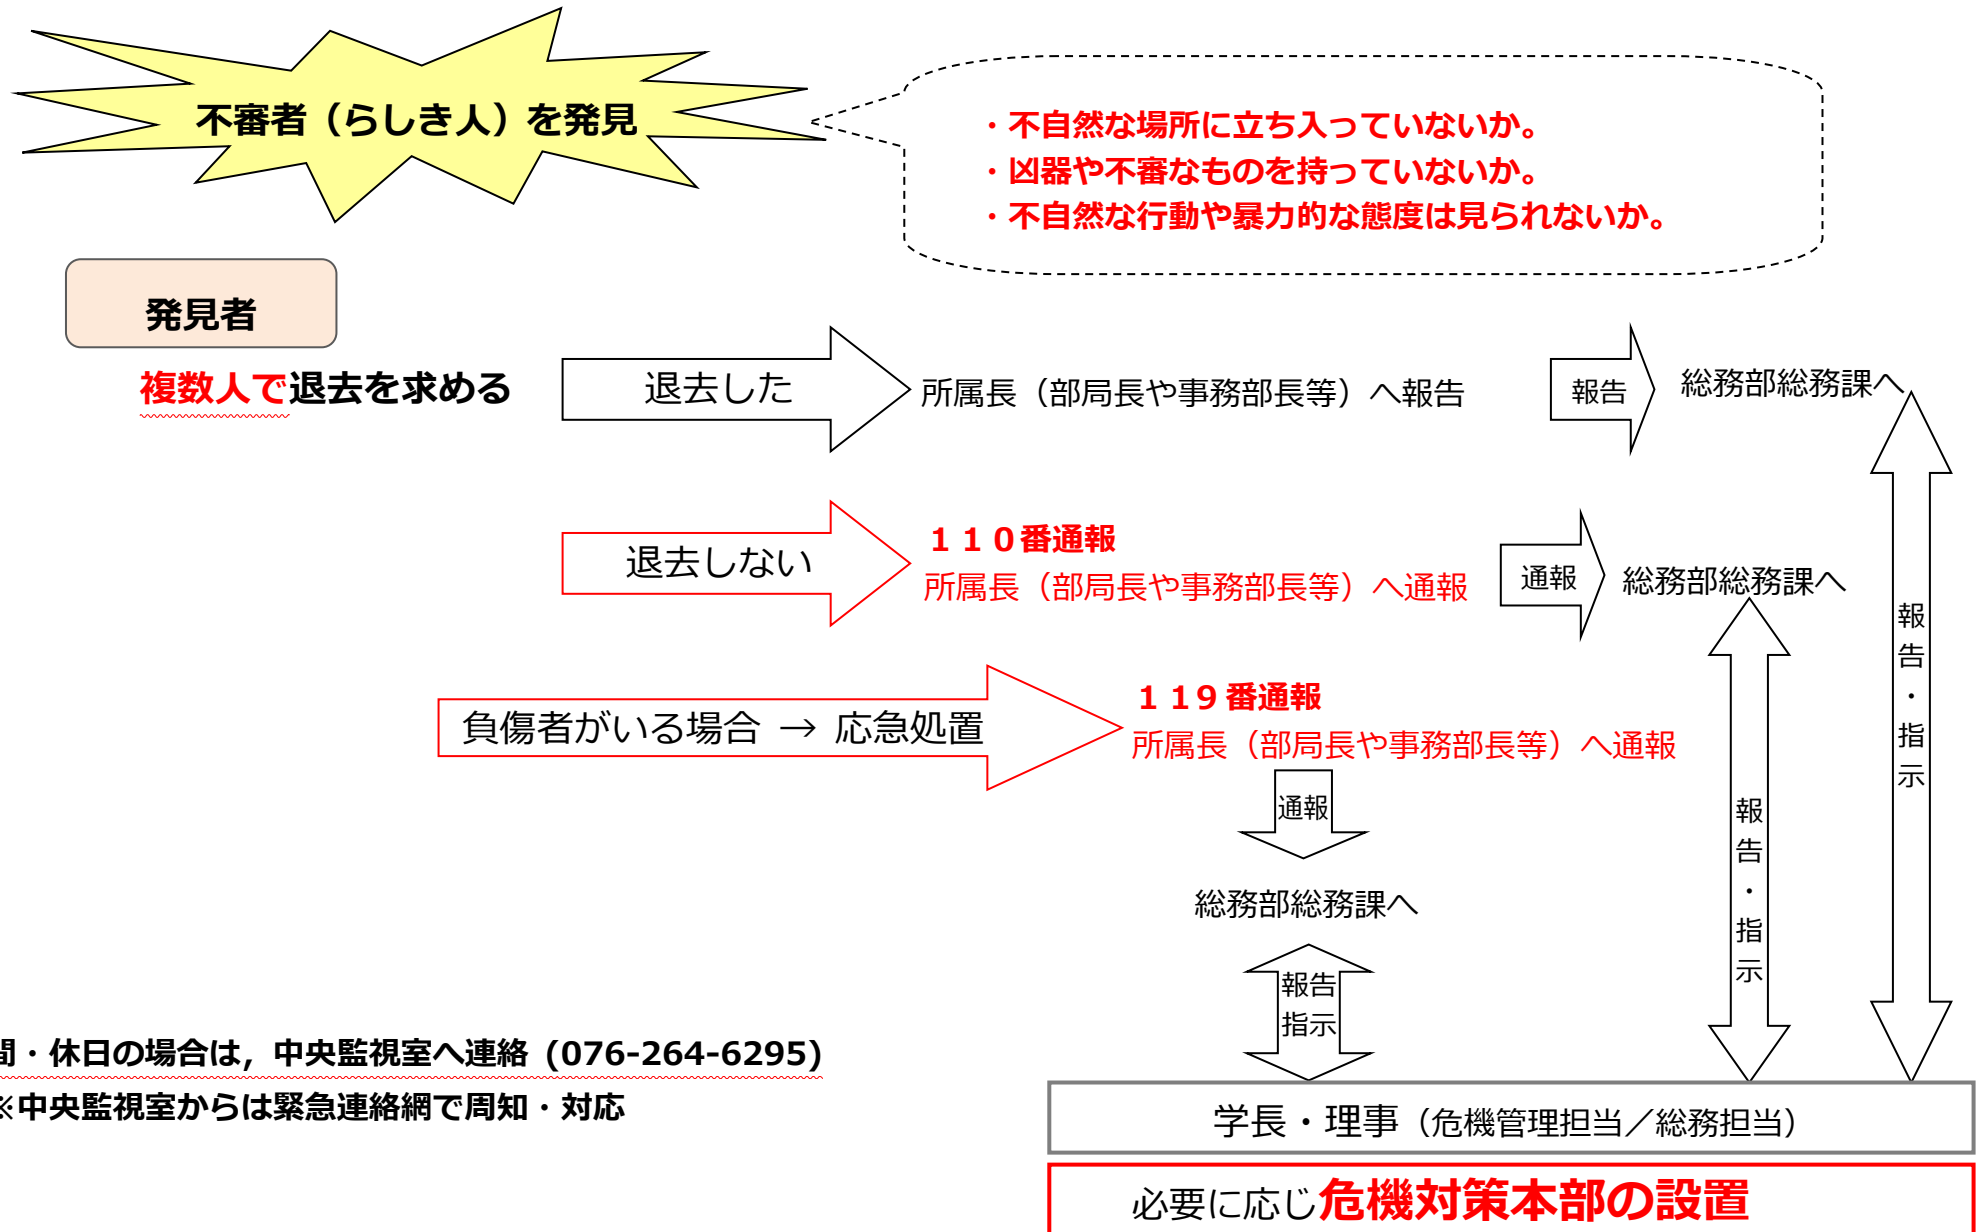 不審者（らしき人）を発見
・不自然な場所に立ち入っていないか。
・凶器や不審なものを持っていないか。
・不自然な行動や暴力的な態度は見られないか。
発見者
複数人で退去を求める
退去した
所属長（部局長や事務部長等）へ報告
報告
総務部総務課へ
退去しない
１１０番通報
所属長（部局長や事務部長等）へ通報
通報
総務部総務課へ
負傷者がいる場合 → 応急処置
１１９番通報
所属長（部局長や事務部長等）へ通報
通報
総務部総務課へ
報告
指示
報告・指示
報告・指示
間・休日の場合は，中央監視室へ連絡 (076-264-6295)
※中央監視室からは緊急連絡網で周知・対応
学長・理事（危機管理担当／総務担当）
必要に応じ危機対策本部の設置